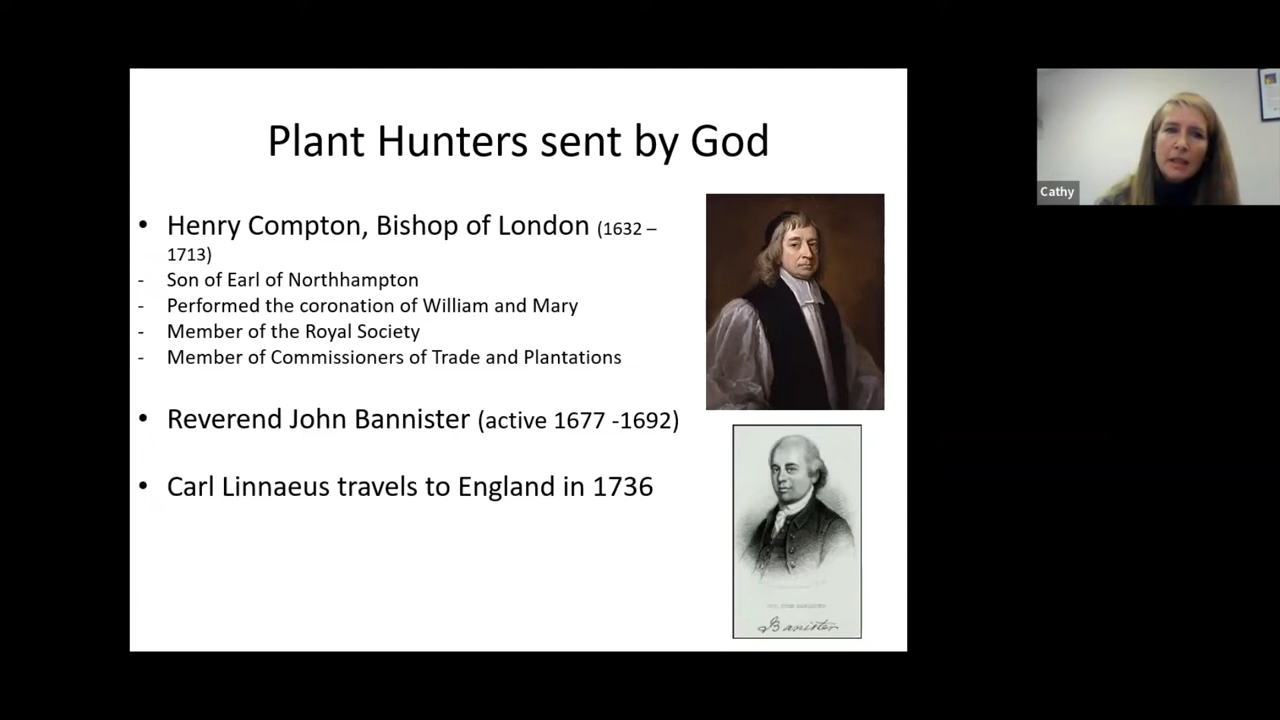 Plant Hunters sent by God
• Henry Compton, Bishop of London (1632 –
1713)
- Son of Earl of Northhampton
- Performed the coronation of William and Mary
- Member of the Royal Society
- Member of Commissioners of Trade and Plantations
• Reverend John Bannister (active 1677 -1692)
• Carl Linnaeus travels to England in 1736
Banister
Cathy